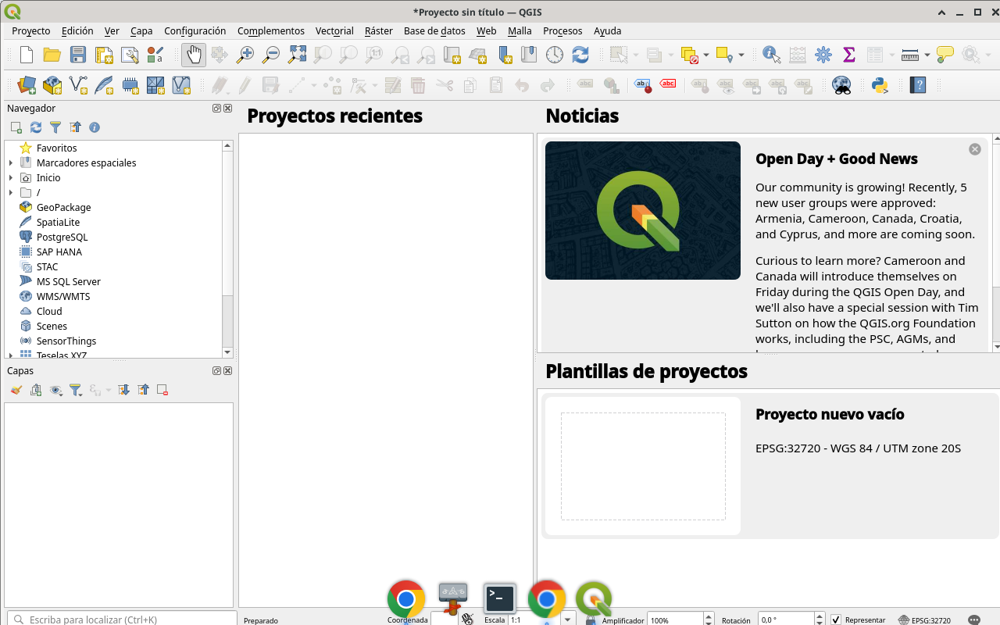 *Proyecto sin título — QGIS
Proyecto Edición Ver Capa Configuración Complementos Vectorial Ráster Base de datos Web Malla Procesos Ayuda
Navegador
Favoritos
Marcadores espaciales
Inicio
/
GeoPackage
SpatiaLite
PostgreSQL
SAP HANA
STAC
MS SQL Server
WMS/WMTS
Cloud
Scenes
SensorThings
Teselas XYZ
Capas
Proyectos recientes
Noticias
Open Day + Good News
Our community is growing! Recently, 5
new user groups were approved:
Armenia, Cameroon, Canada, Croatia,
and Cyprus, and more are coming soon.
Curious to learn more? Cameroon and
Canada will introduce themselves on
Friday during the QGIS Open Day, and
we'll also have a special session with Tim
Sutton on how the QGIS.org Foundation
works, including the PSC, AGMs, and
Plantillas de proyectos
Proyecto nuevo vacío
EPSG:32720 - WGS 84 / UTM zone 20S
Escriba para localizar (Ctrl+K)
Preparado
Coordenada
Escala 1:1
Amplificador 100%
Rotación 0,0 °
Representar
EPSG:32720